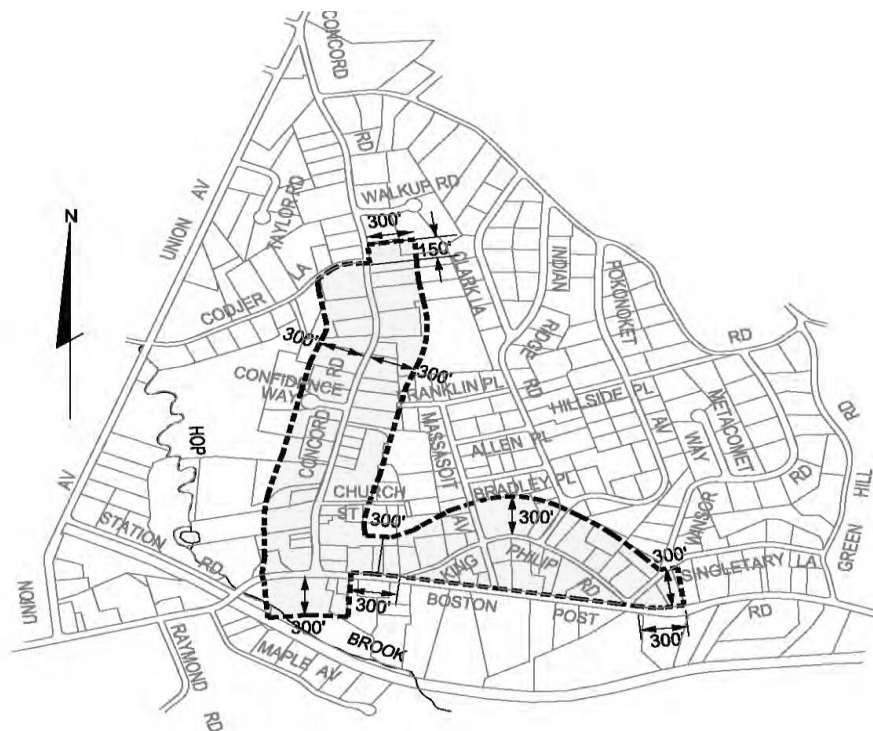 CONCORD
RD
UNION AV
TAYLOR RD
WALKUP RD
N
300'
150'
CODJER LA
CLARK LA
INDIAN
RIDGE
RD
POKONOKET
AV
RD
300'
300'
CONFIDENCE
WAY
RD
CONCORD
FRANKLIN PL
HILLSIDE PL
METACOMET
WAY
RD
MASSASOIT
AV
ALLEN PL
BRADLEY PL
HOP
CHURCH
ST
300'
300'
MANSOR
RD
GREEN HILL
AV
STATION
RD
KING
PHILIP
RD
300'
SINGLETARY LA
UNION
300'
300'
BOSTON
POST
RD
300'
BROOK
RAYMOND
RD
MAPLE AV